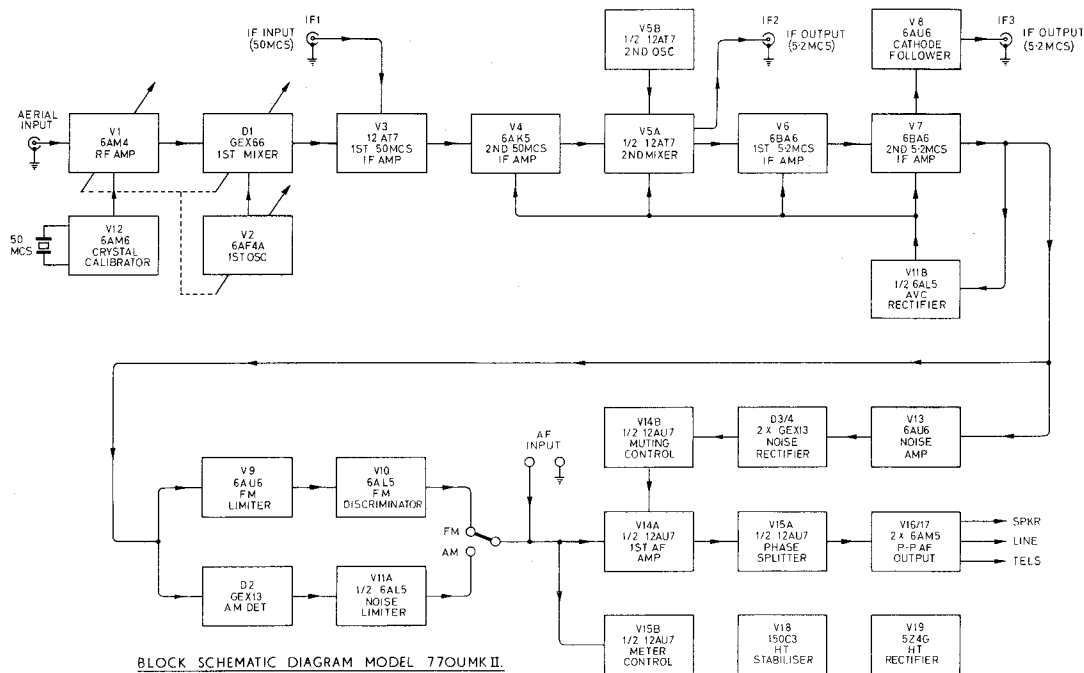 IF1
IF INPUT
(50MCS)
V5B
1/2 12AT7
2ND OSC
IF2
IF OUTPUT
(5·2MCS)
V8
6AU6
CATHODE
FOLLOWER
IF3
IF OUTPUT
(5·2MCS)
AERIAL
INPUT
V1
6AM4
RF AMP
D1
GEX66
1ST MIXER
V3
12AT7
1ST 50MCS
IF AMP
V4
6AK5
2ND 50MCS
IF AMP
V5A
1/2 12AT7
2ND MIXER
V6
6BA6
1ST 5·2MCS
IF AMP
V7
6BA6
2ND 5·2MCS
IF AMP
50
MCS
V12
6AM6
CRYSTAL
CALIBRATOR
V2
6AF4A
1ST OSC
V11B
1/2 6AL5
AVC
RECTIFIER
AF
INPUT
V14B
1/2 12AU7
MUTING
CONTROL
D3/4
2 X GEX13
NOISE
RECTIFIER
V13
6AU6
NOISE
AMP
V9
6AU6
FM
LIMITER
V10
6AL5
FM
DISCRIMINATOR
FM
AM
V14A
1/2 12AU7
1ST AF
AMP
V15A
1/2 12AU7
PHASE
SPLITTER
V16/17
2 X 6AM5
P-P AF
OUTPUT
SPKR
LINE
TELS
D2
GEX13
AM DET
V11A
1/2 6AL5
NOISE
LIMITER
V15B
1/2 12AU7
METER
CONTROL
V18
150C3
HT
STABILISER
V19
5Z4G
HT
RECTIFIER
BLOCK SCHEMATIC DIAGRAM MODEL 770U MK II.